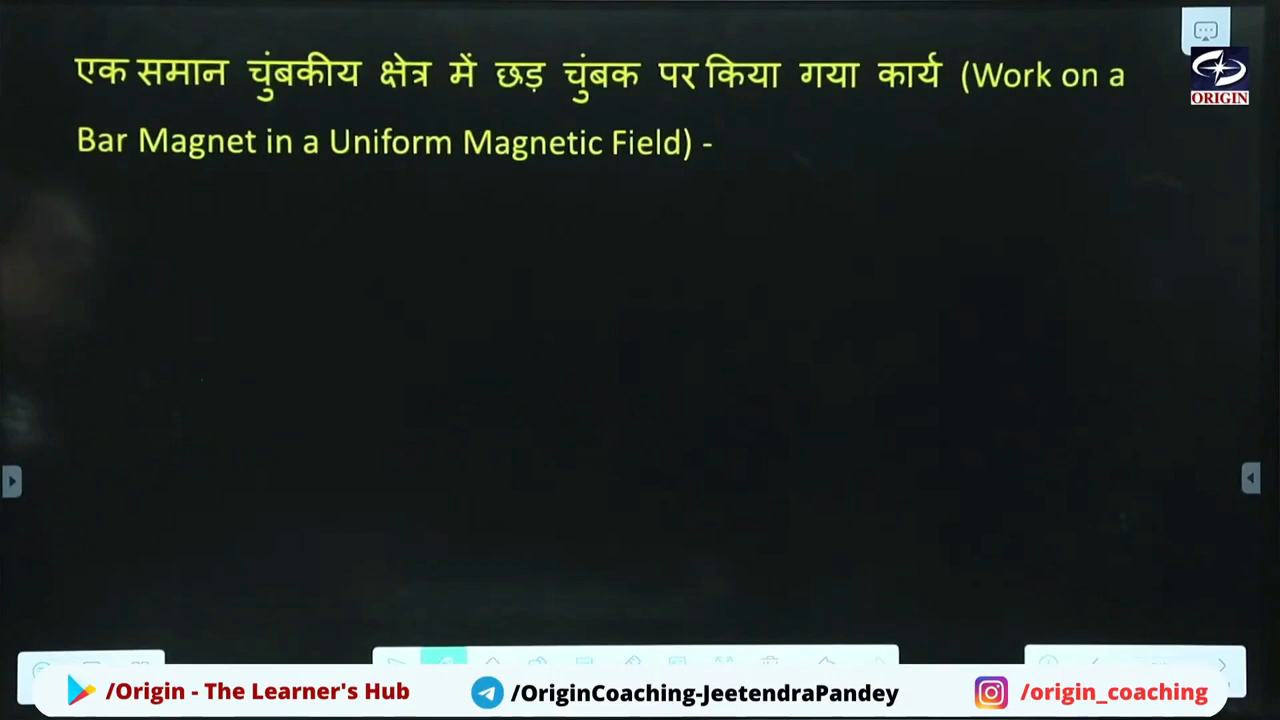 एक समान चुंबकीय क्षेत्र में छड़ चुंबक पर किया गया कार्य (Work on a
Bar Magnet in a Uniform Magnetic Field) -
ORIGIN
/Origin - The Learner's Hub
/OriginCoaching-JeetendraPandey
/origin_coaching